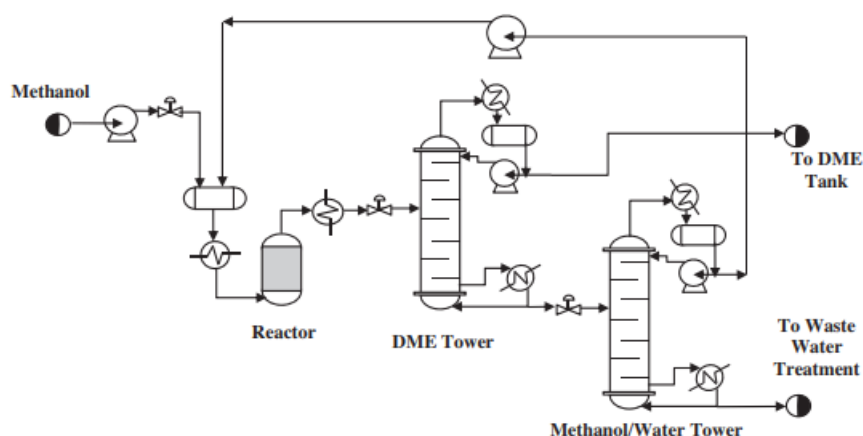 Methanol
To DME
Tank
Reactor
DME Tower
To Waste
Water
Treatment
Methanol/Water Tower